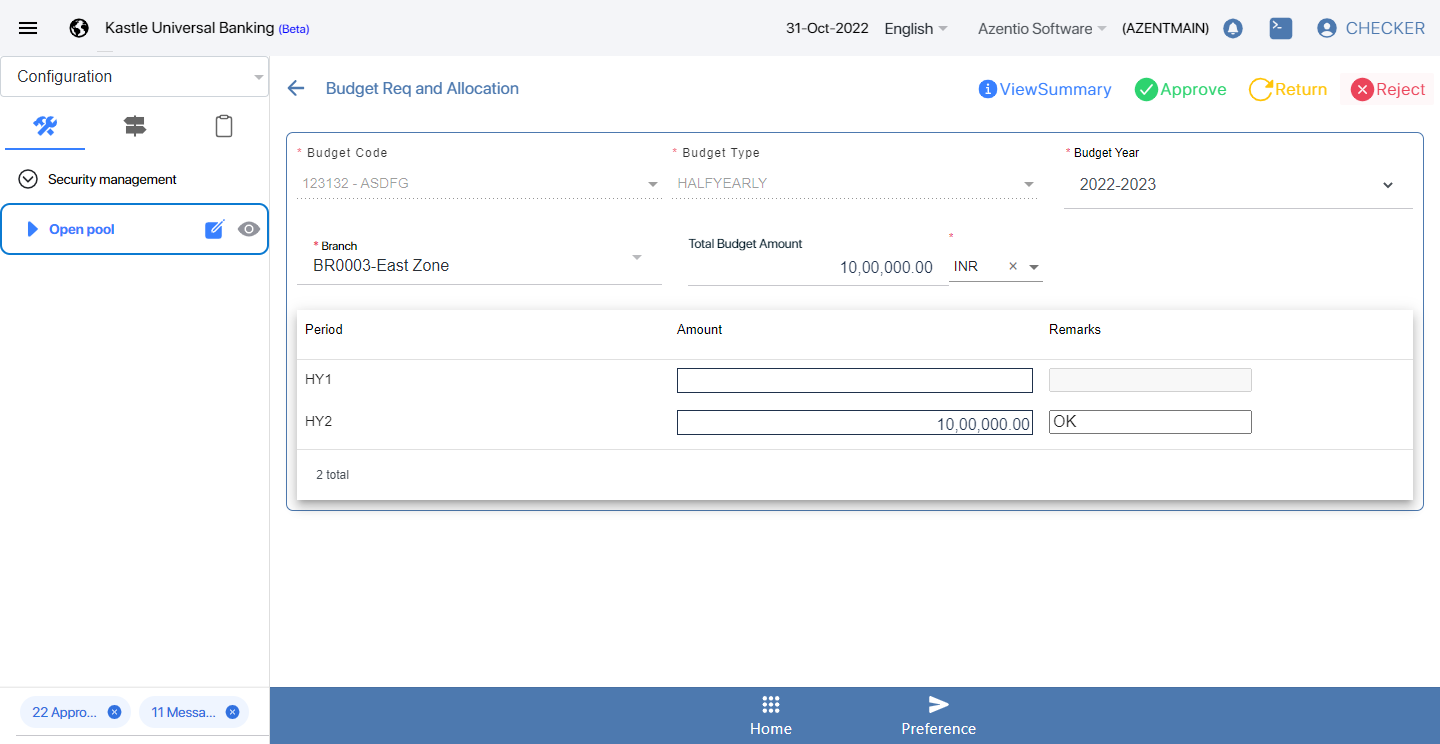 Kastle Universal Banking (Beta)
31-Oct-2022
English
Azentio Software
(AZENTMAIN)
CHECKER
Configuration
Security management
Open pool
Budget Req and Allocation
ViewSummary
Approve
Return
Reject
* Budget Code
* Budget Type
* Budget Year
123132 - ASDFG
HALFYEARLY
2022-2023
* Branch
Total Budget Amount
*
BR0003-East Zone
10,00,000.00
INR ×
Period
Amount
Remarks
HY1
HY2
10,00,000.00
OK
2 total
22 Appro...
11 Messa...
Home
Preference